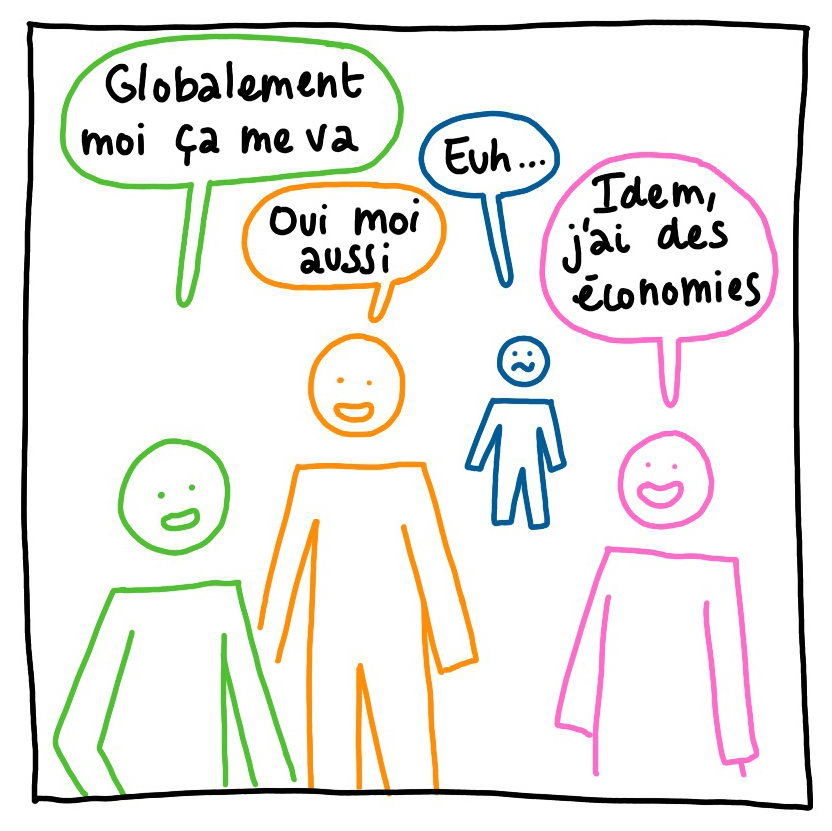 Globalement
moi ça me va
Oui moi
aussi
Euh...
Idem,
j'ai des
économies